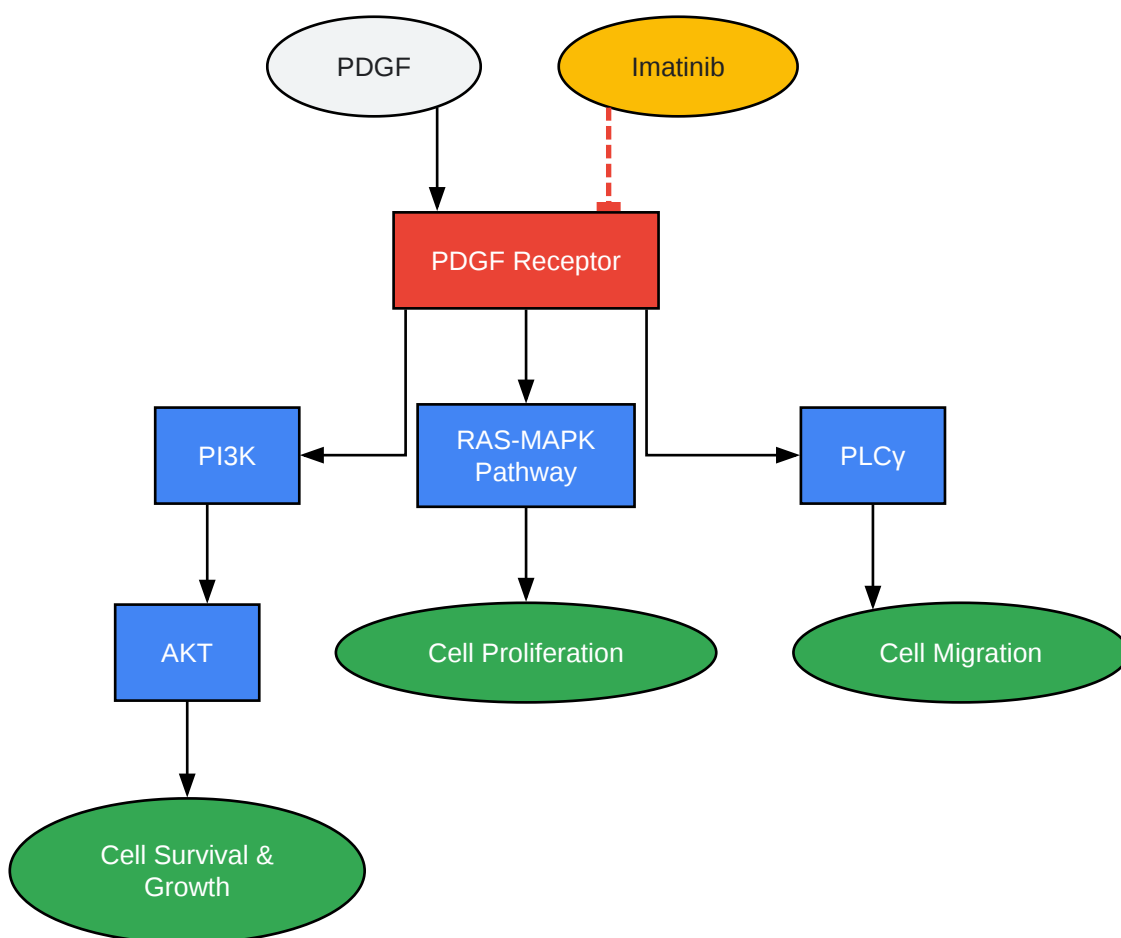 PDGF
Imatinib
PDGF Receptor
PI3K
RAS-MAPK
Pathway
PLCγ
AKT
Cell Proliferation
Cell Migration
Cell Survival &
Growth